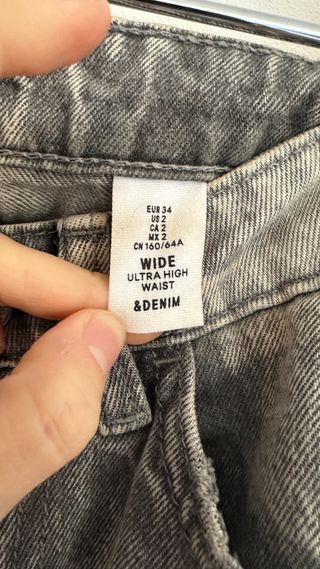 EUR 34
US 2
CA 2
MX 2
CN 160/64A
WIDE
ULTRA HIGH
WAIST
&DENIM